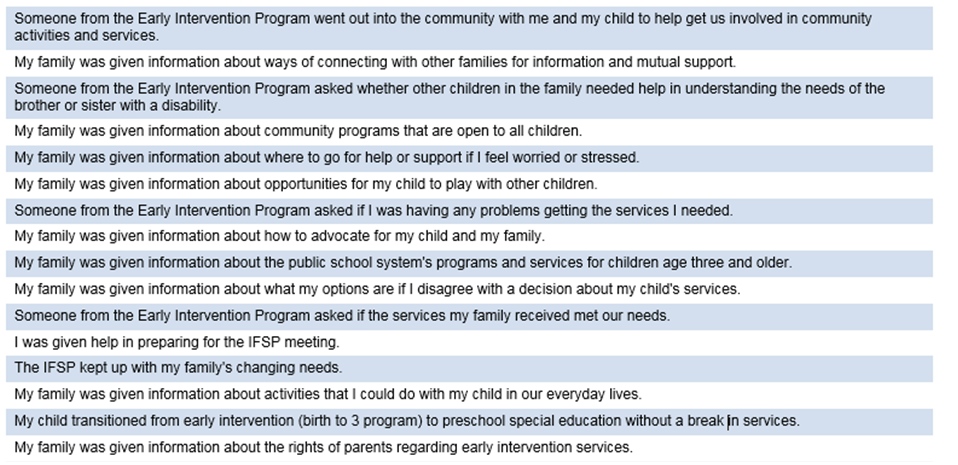 Someone from the Early Intervention Program went out into the community with me and my child to help get us involved in community
activities and services.
My family was given information about ways of connecting with other families for information and mutual support.
Someone from the Early Intervention Program asked whether other children in the family needed help in understanding the needs of the
brother or sister with a disability.
My family was given information about community programs that are open to all children.
My family was given information about where to go for help or support if I feel worried or stressed.
My family was given information about opportunities for my child to play with other children.
Someone from the Early Intervention Program asked if I was having any problems getting the services I needed.
My family was given information about how to advocate for my child and my family.
My family was given information about the public school system's programs and services for children age three and older.
My family was given information about what my options are if I disagree with a decision about my child's services.
Someone from the Early Intervention Program asked if the services my family received met our needs.
I was given help in preparing for the IFSP meeting.
The IFSP kept up with my family's changing needs.
My family was given information about activities that I could do with my child in our everyday lives.
My child transitioned from early intervention (birth to 3 program) to preschool special education without a break in services.
My family was given information about the rights of parents regarding early intervention services.